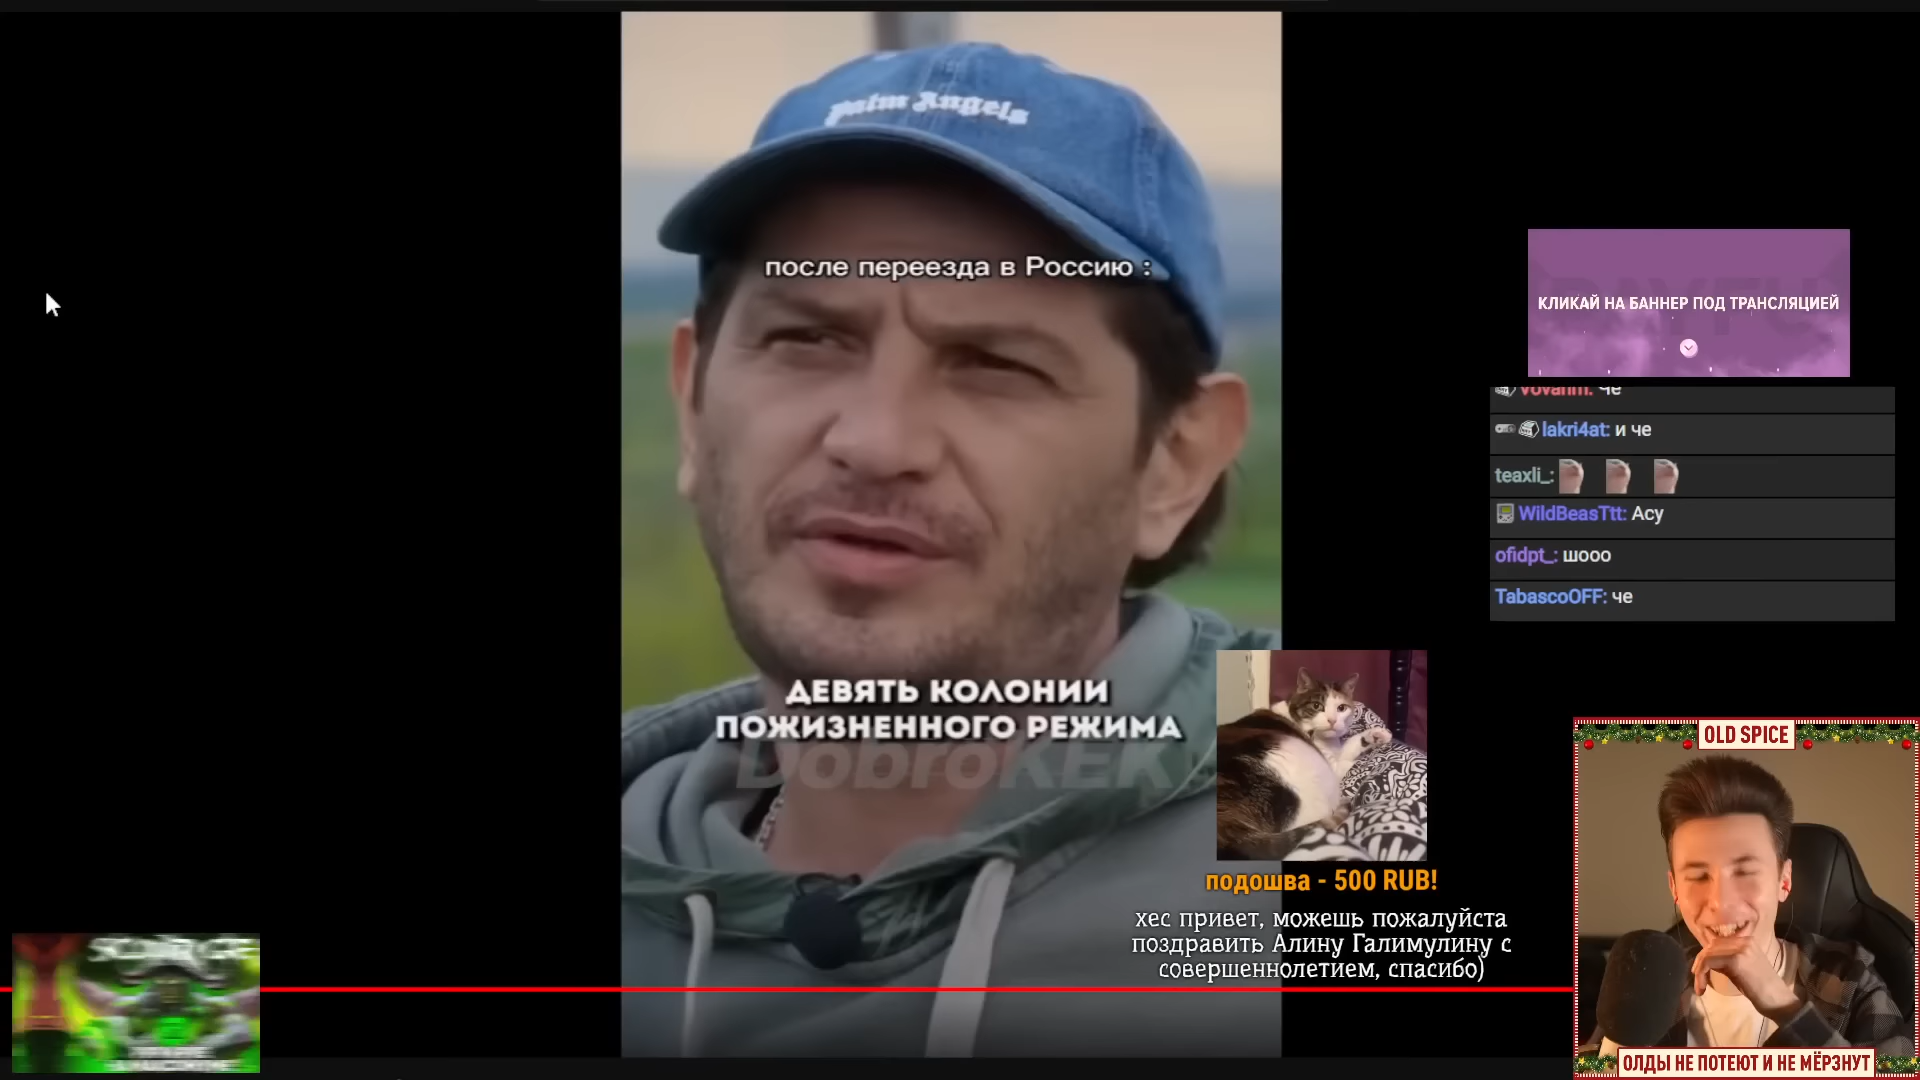 Palm Angels
после переезда в Россию :
ДЕВЯТЬ КОЛОНИИ
ПОЖИЗНЕННОГО РЕЖИМА
DobroKEK
КЛИКАЙ НА БАННЕР ПОД ТРАНСЛЯЦИЕЙ
vovanm: че
lakri4at: и че
teaxli_:
WildBeasTtt: Асу
ofidpt_: шооо
TabascoOFF: че
подошва - 500 RUB!
хес привет, можешь пожалуйста
поздравить Алину Галимулину с
совершеннолетием, спасибо)
OLD SPICE
ОЛДЫ НЕ ПОТЕЮТ И НЕ МЁРЗНУТ